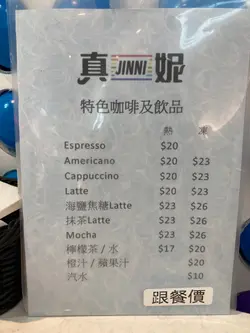 真 JINNI 妮
特色咖啡及飲品
熱 凍
Espresso $20
Americano $20 $23
Cappuccino $20 $23
Latte $20 $23
海鹽焦糖Latte $23 $26
抹茶Latte $23 $26
Mocha $23 $26
檸檬茶 / 水 $17 $20
橙汁 / 蘋果汁 $20
汽水 $10
跟餐價